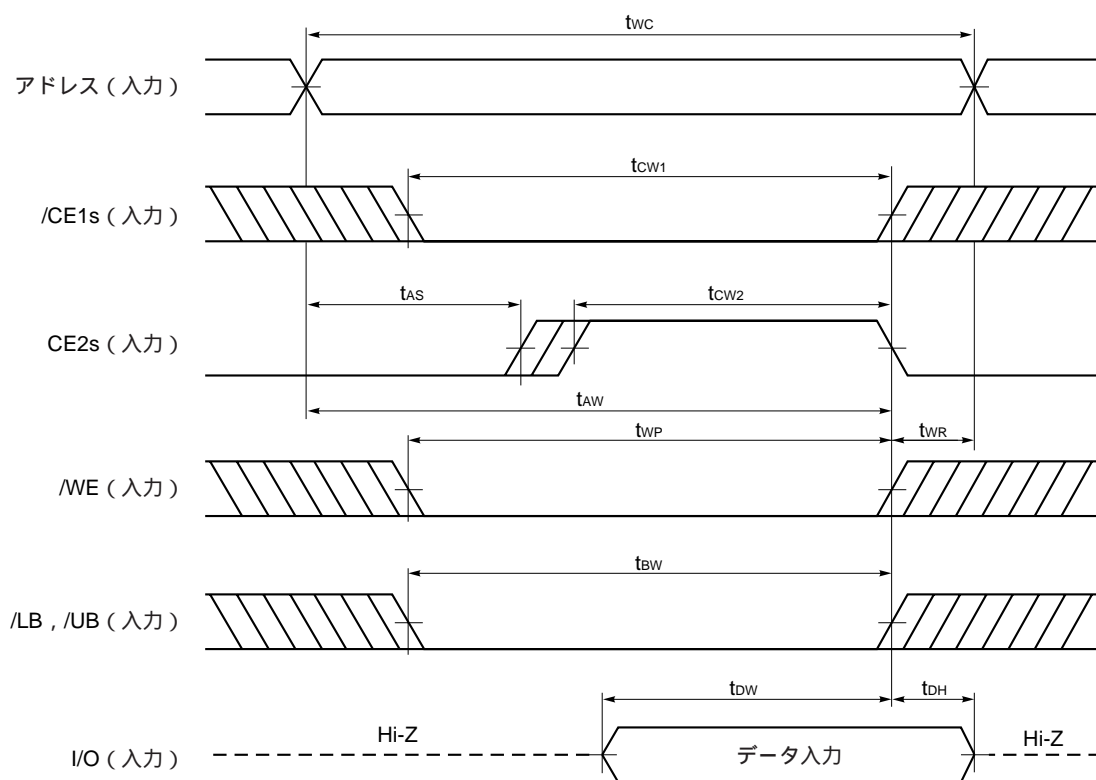 tWC
アドレス（入力）
tCW1
/CE1s（入力）
tAS
tCW2
CE2s（入力）
tAW
tWP
tWR
/WE（入力）
tBW
/LB , /UB（入力）
tDW
tDH
Hi-Z
データ入力
Hi-Z
I/O（入力）